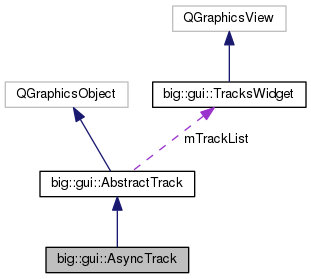 QGraphicsView
QGraphicsObject
big::gui::TracksWidget
mTrackList
big::gui::AbstractTrack
big::gui::AsyncTrack